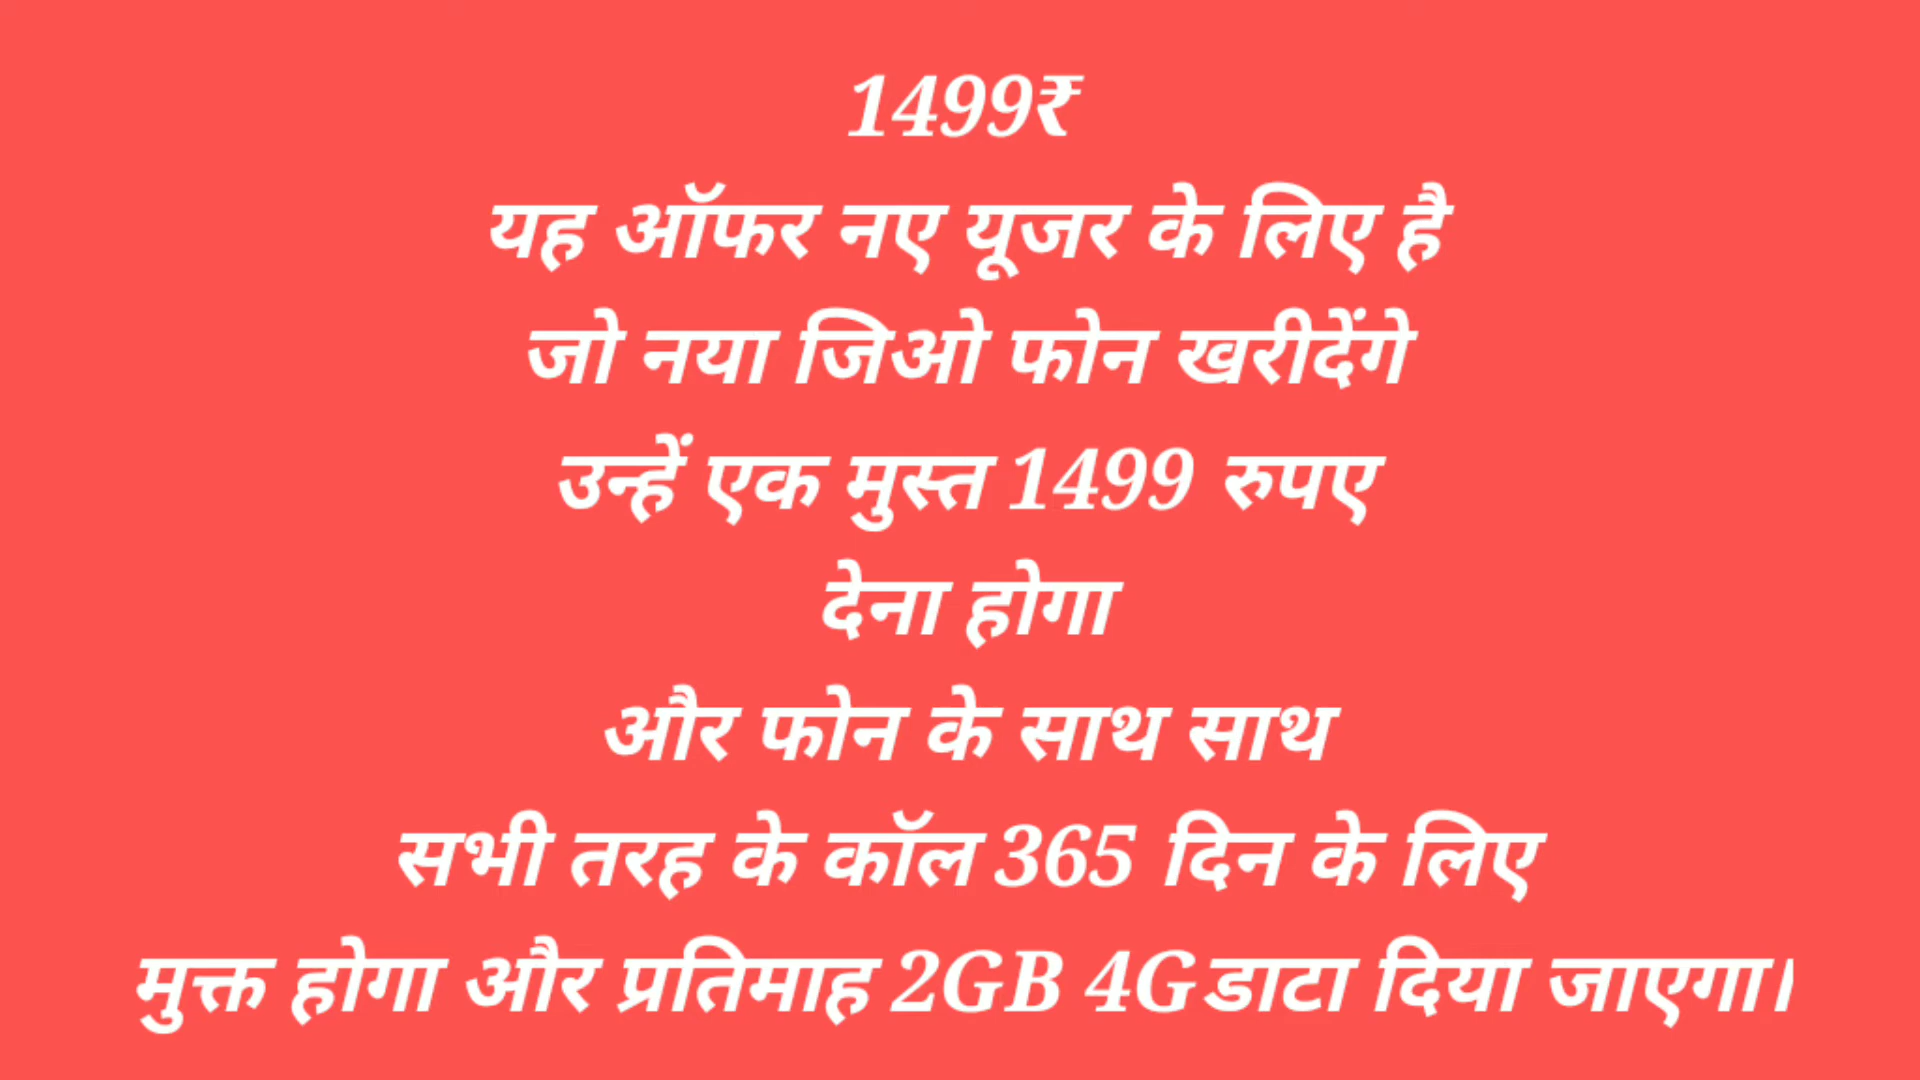 1499₹
यह ऑफर नए यूजर के लिए है
जो नया जिओ फोन खरीदेंगे
उन्हें एक मुस्त 1499 रुपए
देना होगा
और फोन के साथ साथ
सभी तरह के कॉल 365 दिन के लिए
मुक्त होगा और प्रतिमाह 2GB 4Gडाटा दिया जाएगा।